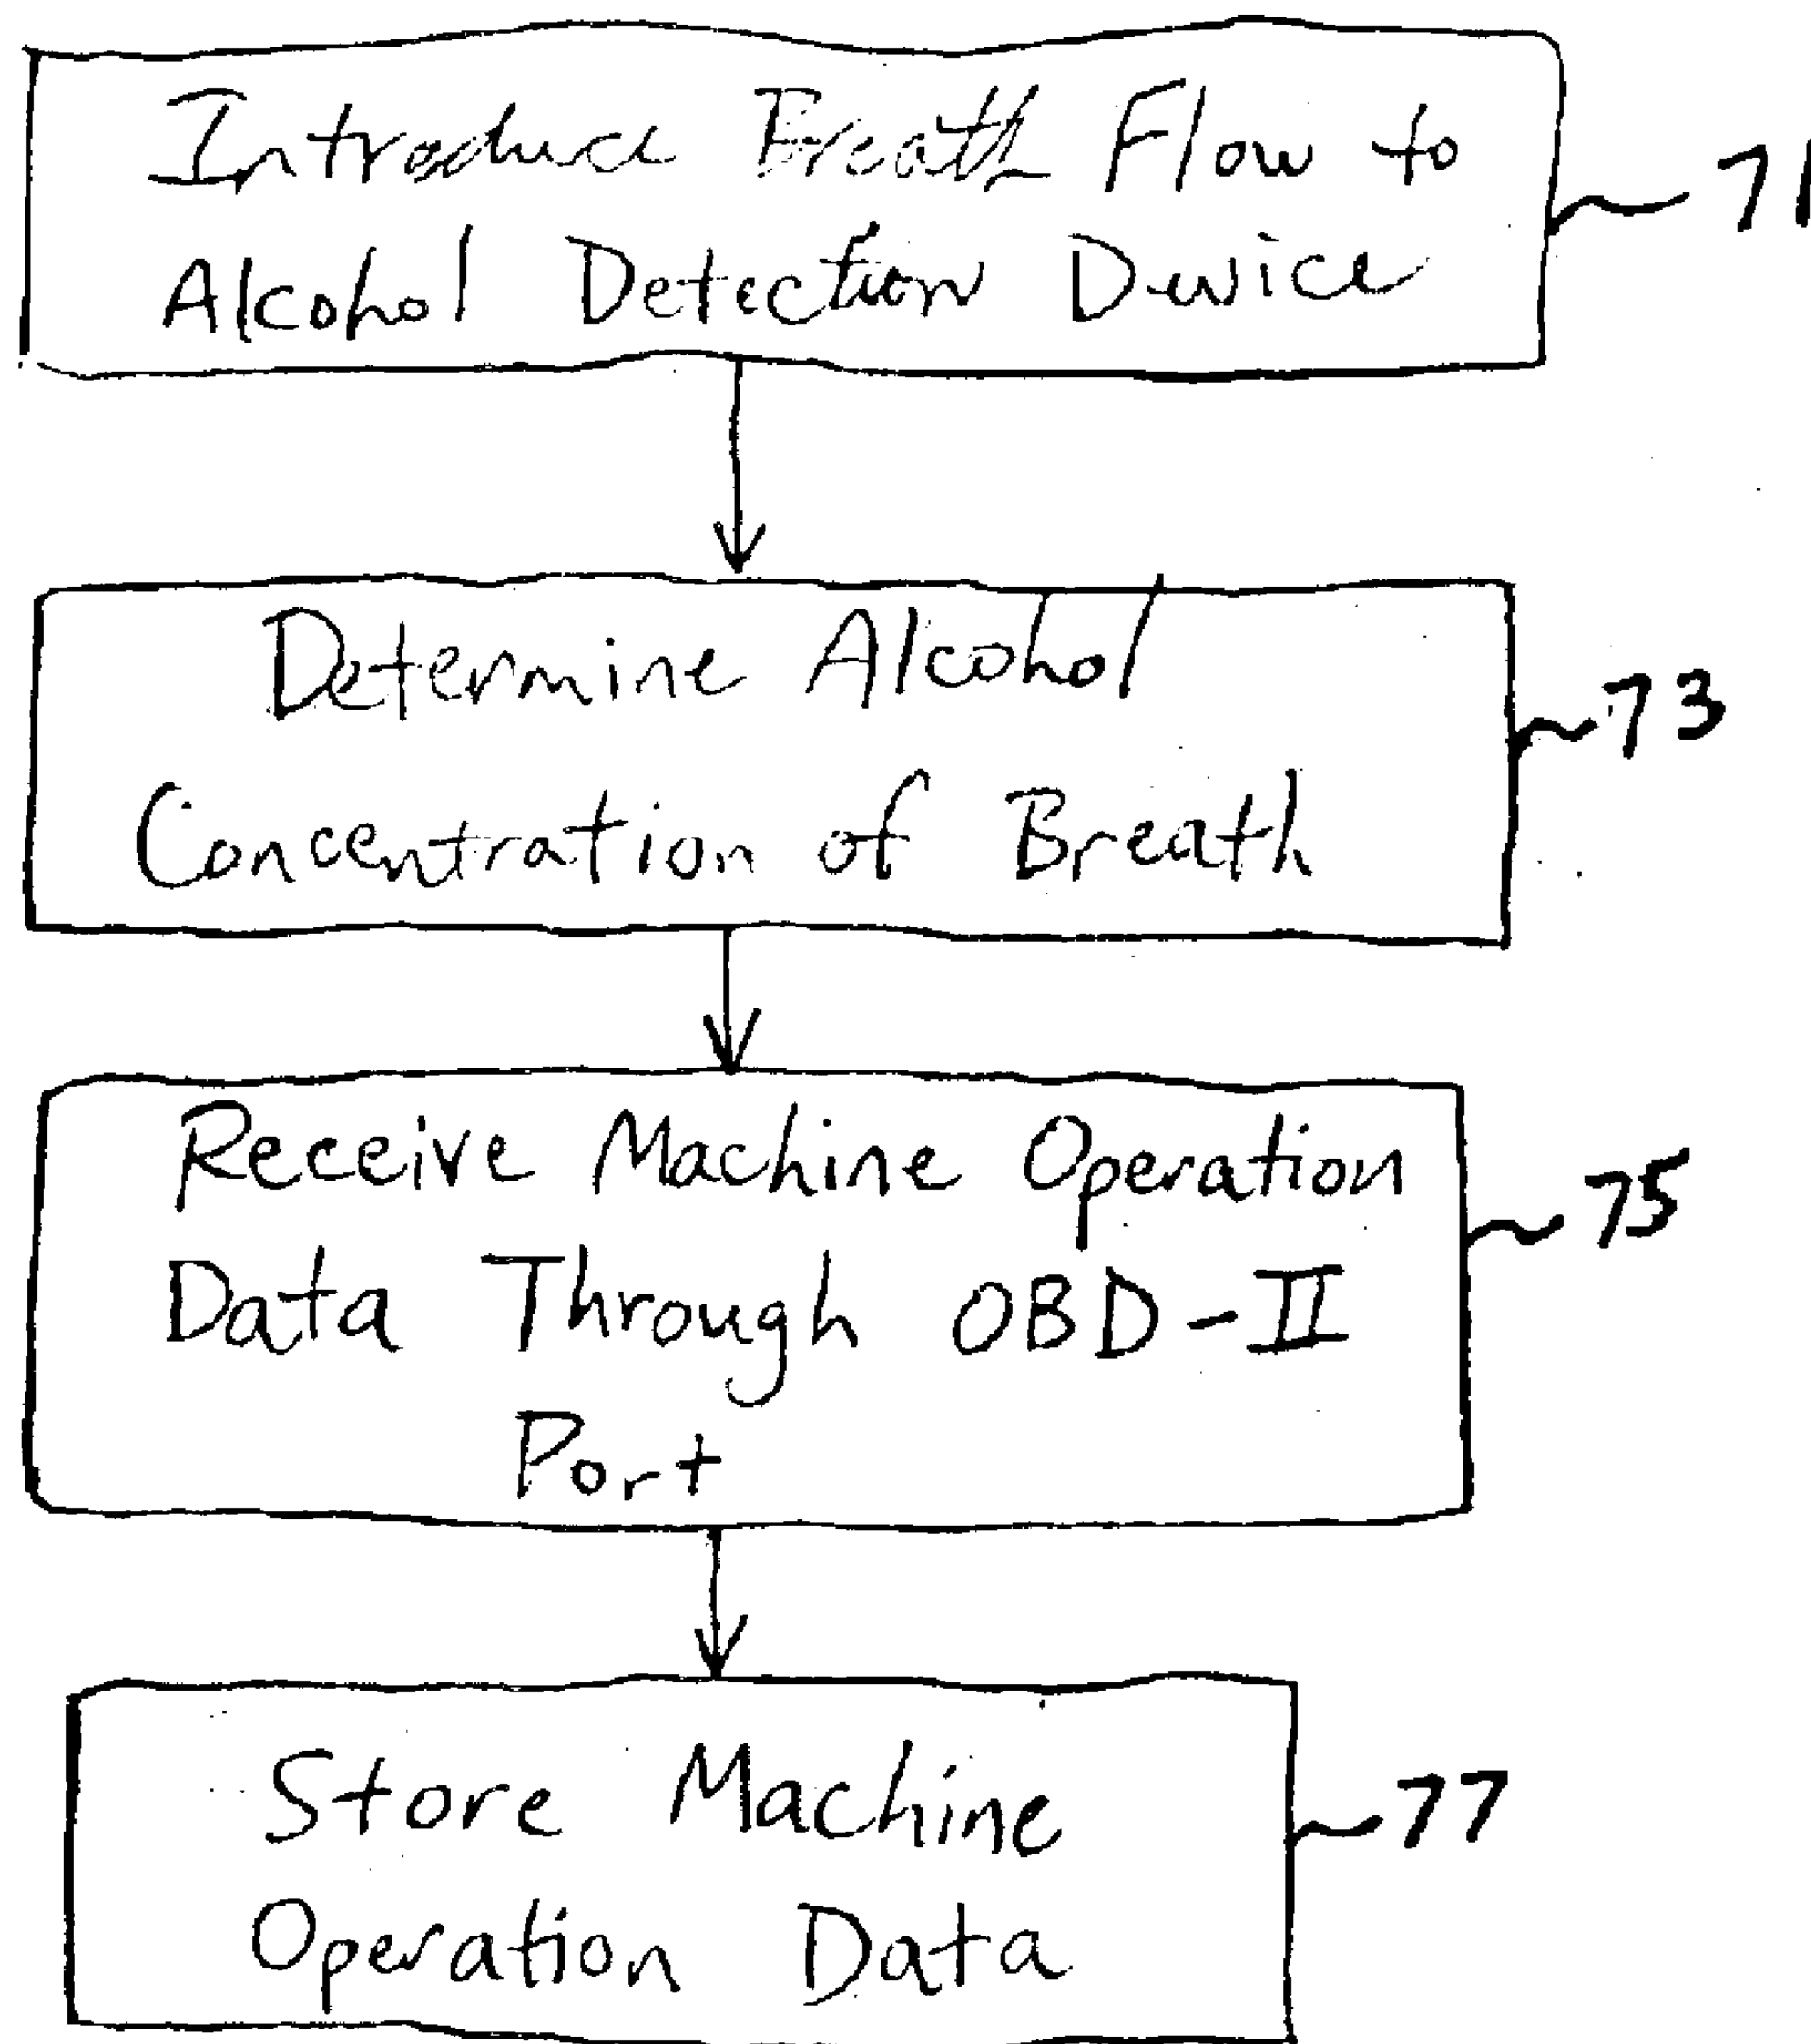 Introduce Breath Flow to
Alcohol Detection Device
71
Determine Alcohol
Concentration of Breath
73
Receive Machine Operation
Data Through OBD-II
Port
75
Store Machine
Operation Data
77